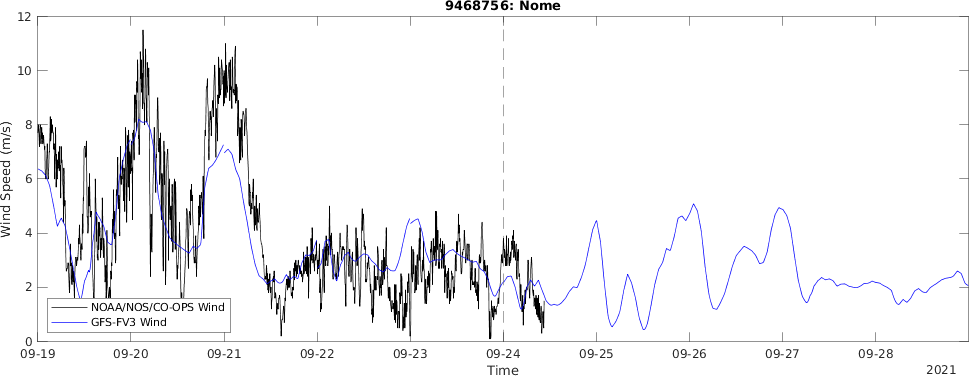 9468756: Nome
12
10
8
6
4
2
0
Wind Speed (m/s)
NOAA/NOS/CO-OPS Wind
GFS-FV3 Wind
09-19 09-20 09-21 09-22 09-23 09-24 09-25 09-26 09-27 09-28
Time
2021